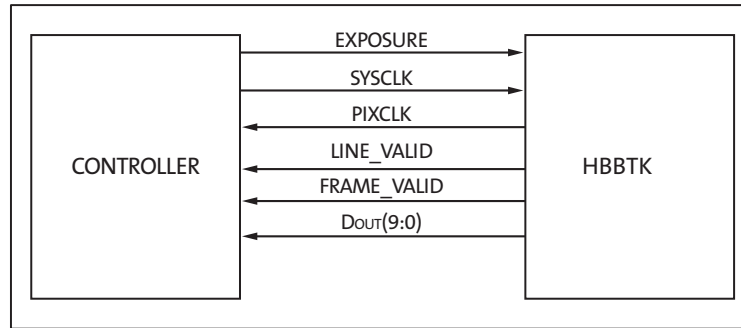 EXPOSURE
SYSCLK
PIXCLK
LINE_VALID
CONTROLLER
HBBTK
FRAME_VALID
DOUT(9:0)